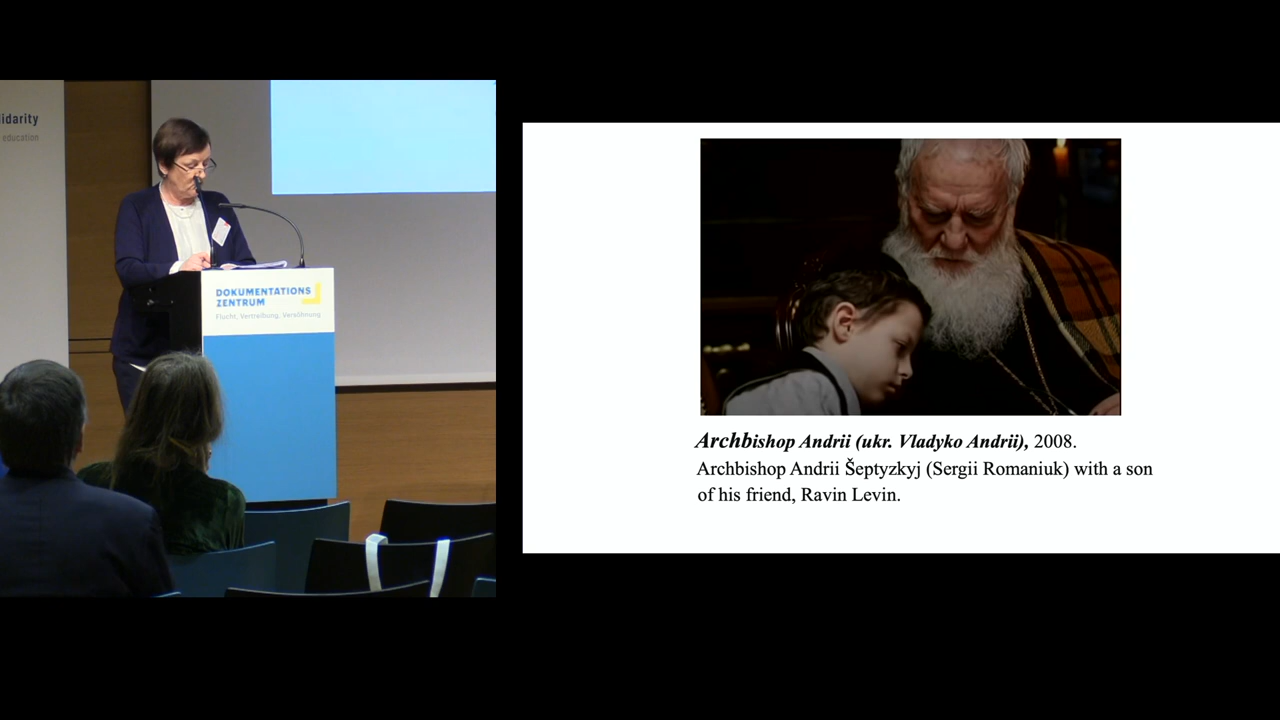 lidarity
education
DOKUMENTATIONS
ZENTRUM
Flucht, Vertreibung, Versöhnung
Archbishop Andrii (ukr. Vladyko Andrii), 2008.
Archbishop Andrii Šeptyzkyj (Sergii Romaniuk) with a son
of his friend, Ravin Levin.